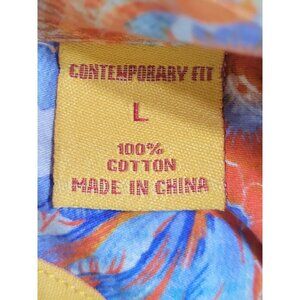 CONTEMPORARY FIT
L
100%
COTTON
MADE IN CHINA